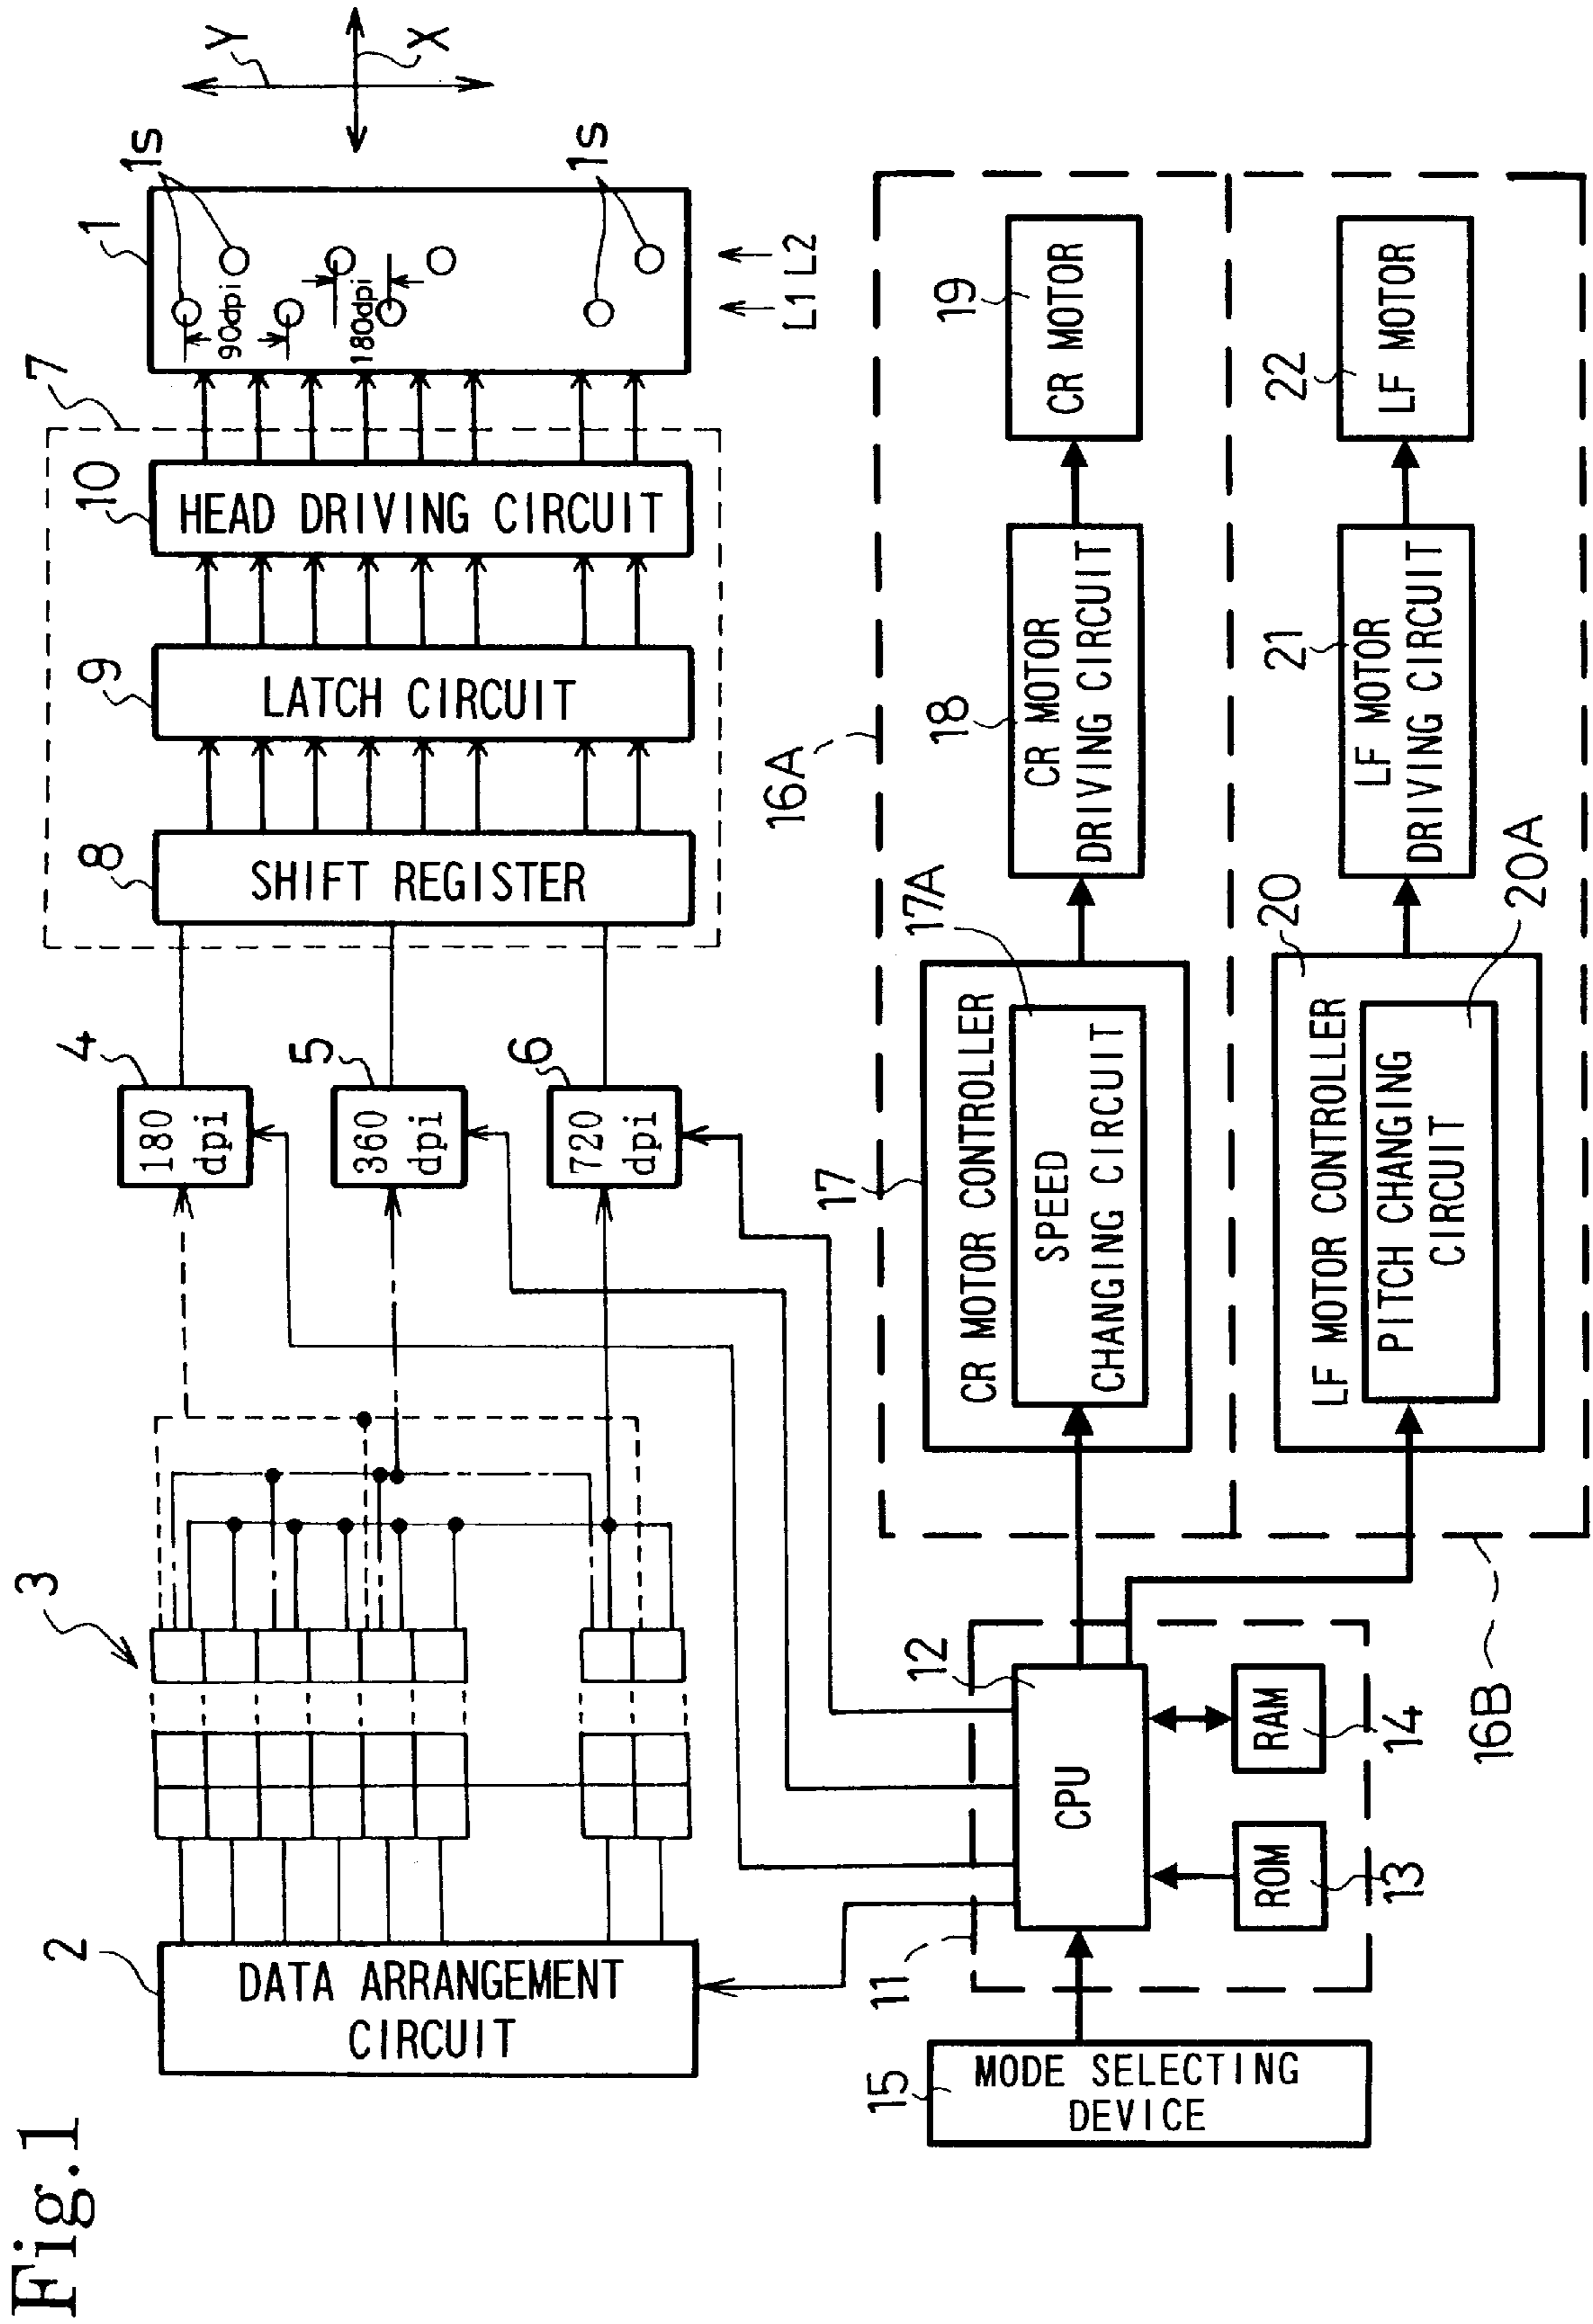 Fig.1
2
DATA ARRANGEMENT
CIRCUIT
3
4
180
dpi
5
360
dpi
6
720
dpi
7
8
SHIFT REGISTER
9
LATCH CIRCUIT
10
HEAD DRIVING CIRCUIT
1
1s
1s
90dpi
180dpi
L1
L2
Y
X
15
MODE SELECTING
DEVICE
11
12
CPU
ROM
13
RAM
14
16A
17
CR MOTOR CONTROLLER
17A
SPEED
CHANGING CIRCUIT
18
CR MOTOR
DRIVING CIRCUIT
19
CR MOTOR
16B
20
LF MOTOR CONTROLLER
20A
PITCH CHANGING
CIRCUIT
21
LF MOTOR
DRIVING CIRCUIT
22
LF MOTOR